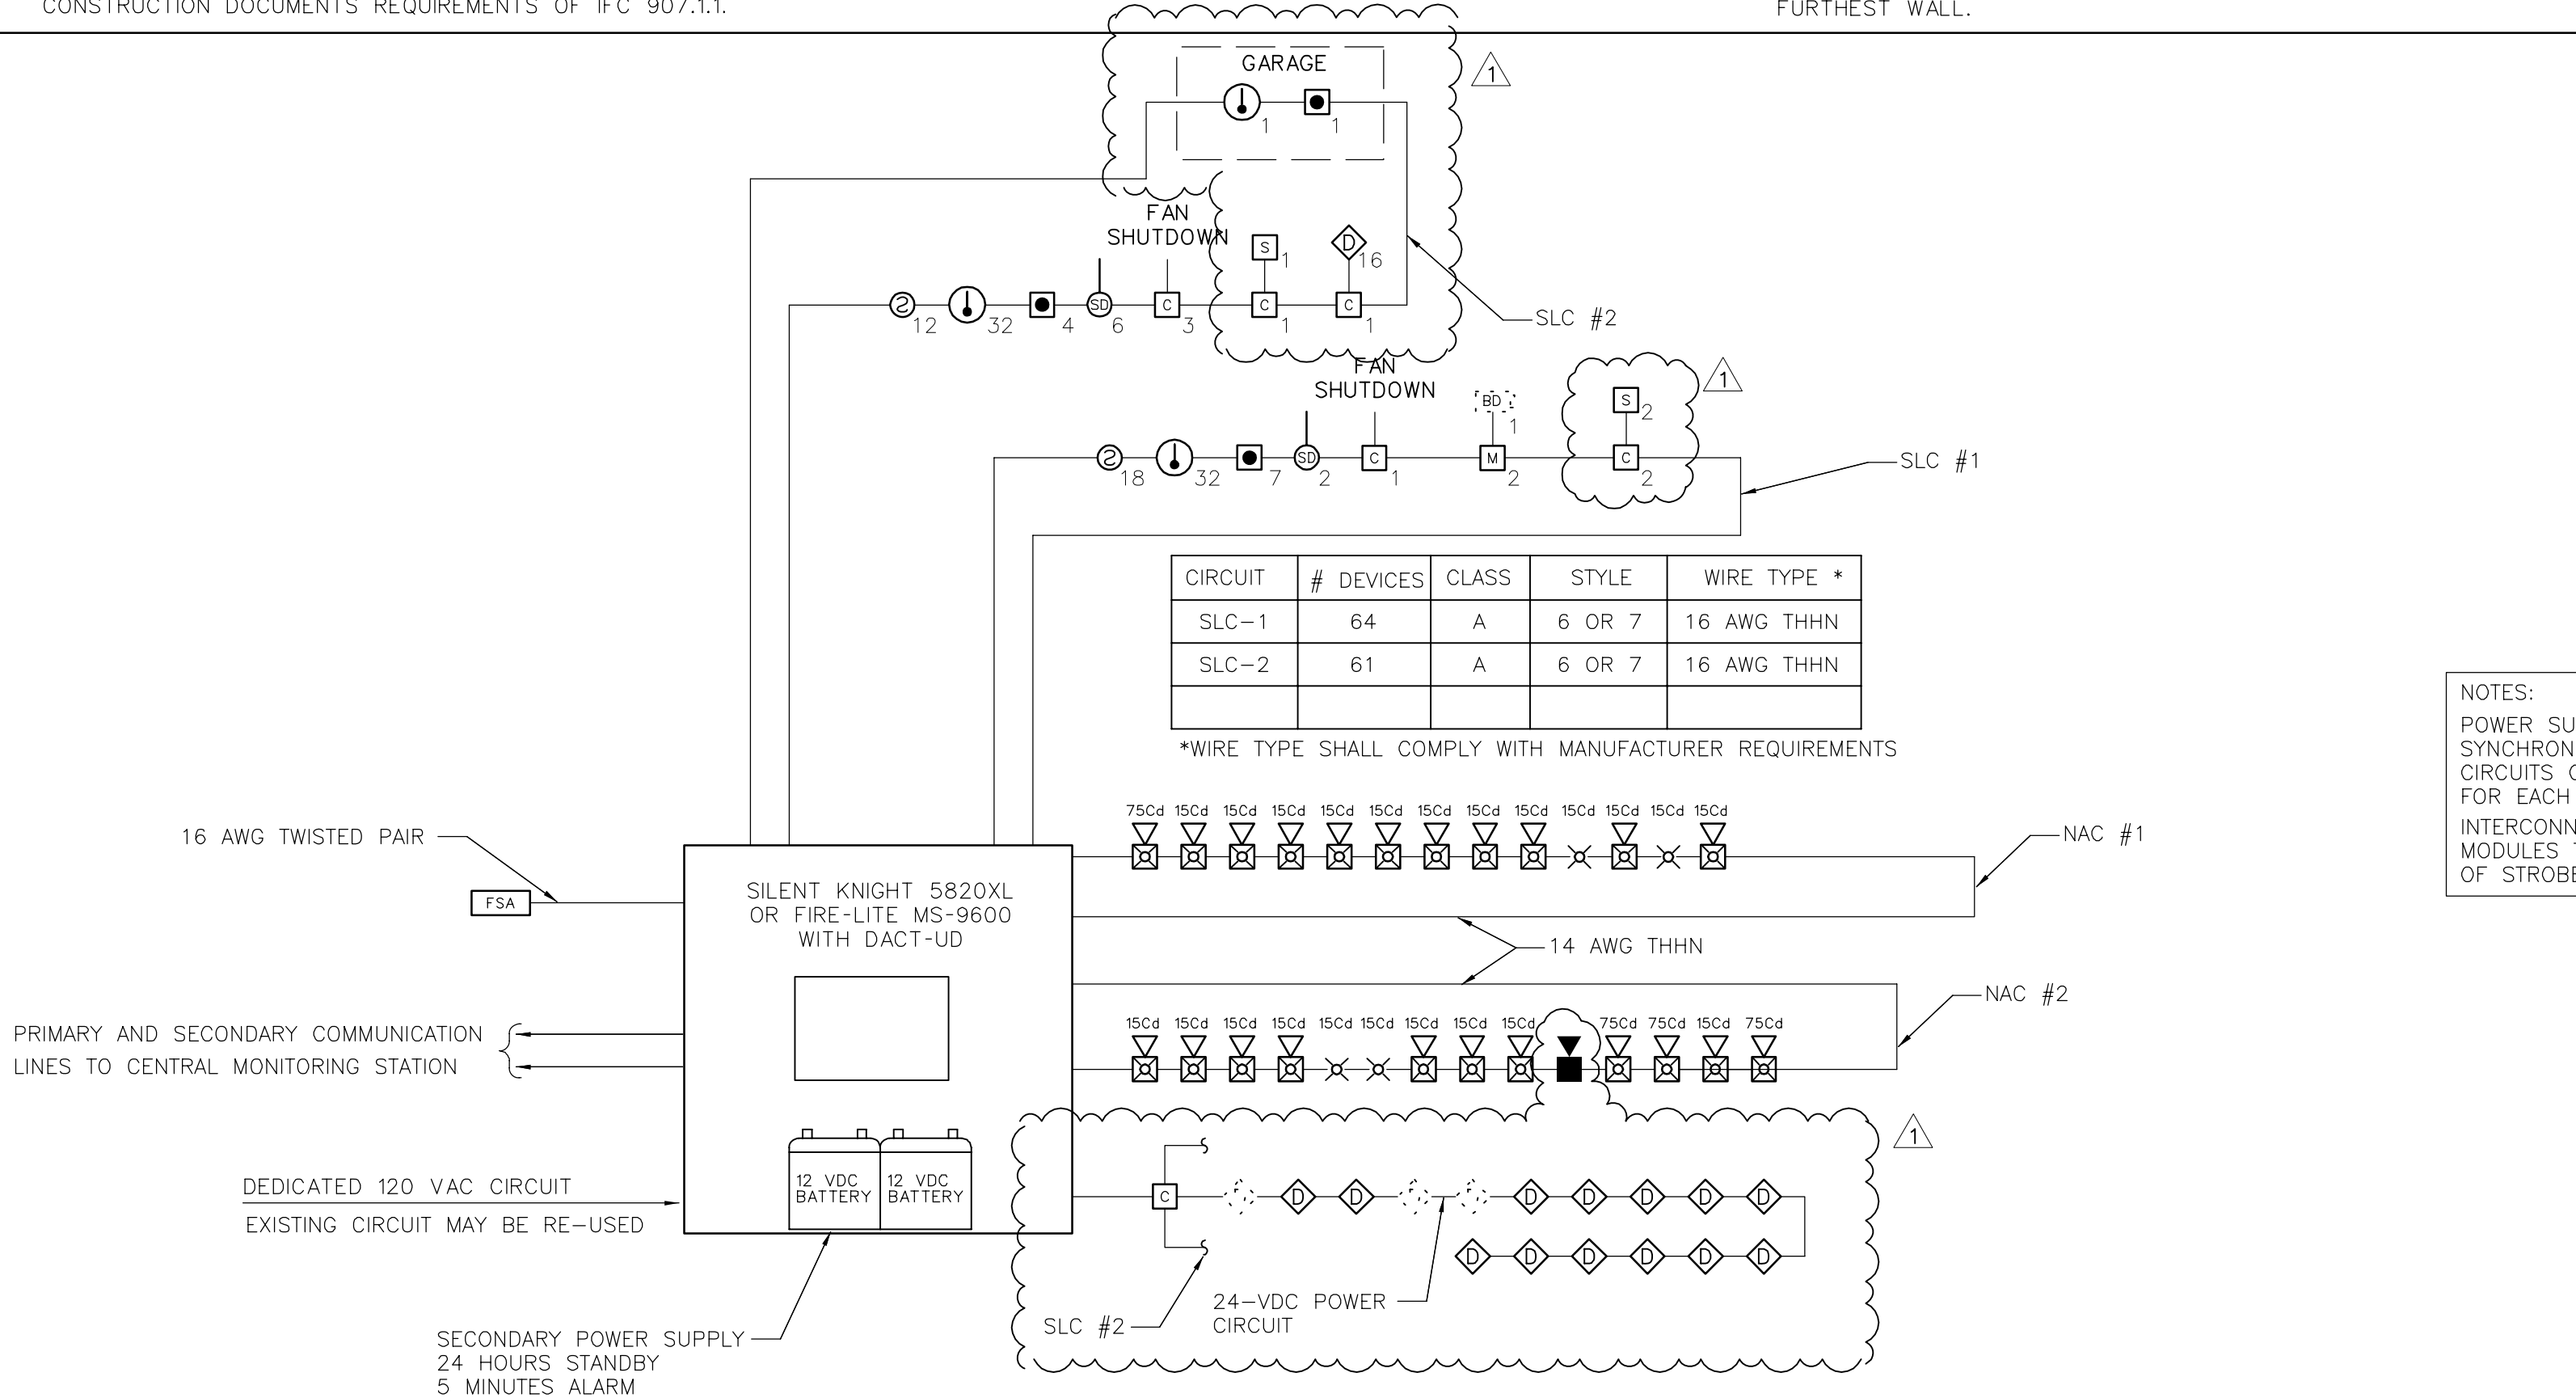 CONSTRUCTION DOCUMENTS REQUIREMENTS OF IFC 907.1.1.
FURTHEST WALL.
GARAGE
1
1
1
FAN
SHUTDOWN
S
1
D
16
12
32
4
SD
6
C
3
C
1
C
1
SLC #2
FAN
SHUTDOWN
BD
1
S
2
1
18
32
7
SD
2
C
1
M
2
C
2
SLC #1
CIRCUIT # DEVICES CLASS STYLE WIRE TYPE *
SLC-1 64 A 6 OR 7 16 AWG THHN
SLC-2 61 A 6 OR 7 16 AWG THHN
*WIRE TYPE SHALL COMPLY WITH MANUFACTURER REQUIREMENTS
NOTES:
POWER SU
SYNCHRON
CIRCUITS
FOR EACH
INTERCONN
MODULES
OF STROBE
75Cd 15Cd 15Cd 15Cd 15Cd 15Cd 15Cd 15Cd 15Cd 15Cd 15Cd 15Cd 15Cd
NAC #1
16 AWG TWISTED PAIR
FSA
SILENT KNIGHT 5820XL
OR FIRE-LITE MS-9600
WITH DACT-UD
14 AWG THHN
NAC #2
15Cd 15Cd 15Cd 15Cd 15Cd 15Cd 15Cd 15Cd 15Cd 75Cd 75Cd 15Cd 75Cd
PRIMARY AND SECONDARY COMMUNICATION
LINES TO CENTRAL MONITORING STATION
1
12 VDC
BATTERY
12 VDC
BATTERY
DEDICATED 120 VAC CIRCUIT
EXISTING CIRCUIT MAY BE RE-USED
C
D D D D D D D
D D D D D D
24-VDC POWER
CIRCUIT
SLC #2
SECONDARY POWER SUPPLY
24 HOURS STANDBY
5 MINUTES ALARM